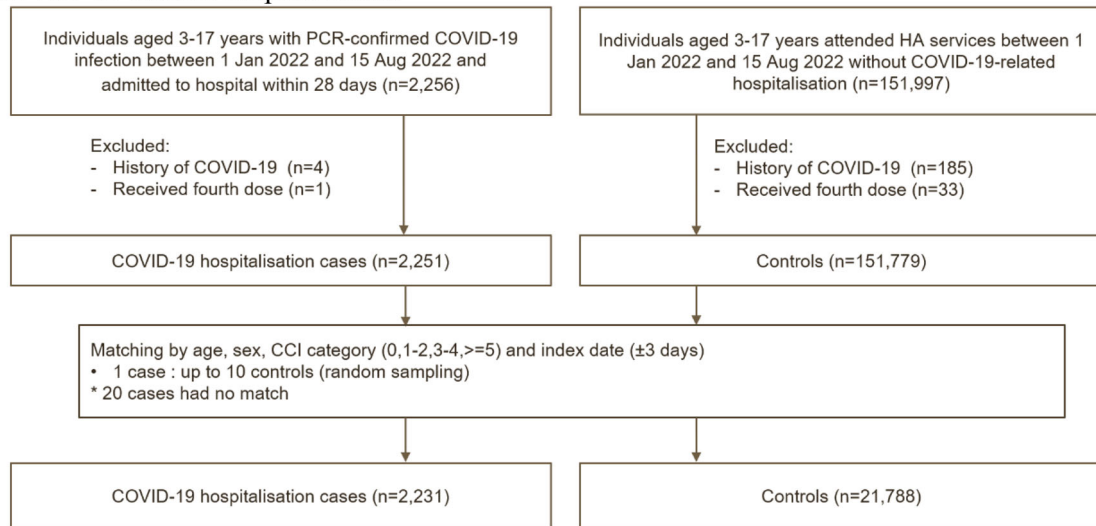 Individuals aged 3-17 years with PCR-confirmed COVID-19
infection between 1 Jan 2022 and 15 Aug 2022 and
admitted to hospital within 28 days (n=2,256)
Individuals aged 3-17 years attended HA services between 1
Jan 2022 and 15 Aug 2022 without COVID-19-related
hospitalisation (n=151,997)
Excluded:
- History of COVID-19 (n=4)
- Received fourth dose (n=1)
Excluded:
- History of COVID-19 (n=185)
- Received fourth dose (n=33)
COVID-19 hospitalisation cases (n=2,251)
Controls (n=151,779)
Matching by age, sex, CCI category (0,1-2,3-4,>=5) and index date (±3 days)
• 1 case : up to 10 controls (random sampling)
* 20 cases had no match
COVID-19 hospitalisation cases (n=2,231)
Controls (n=21,788)